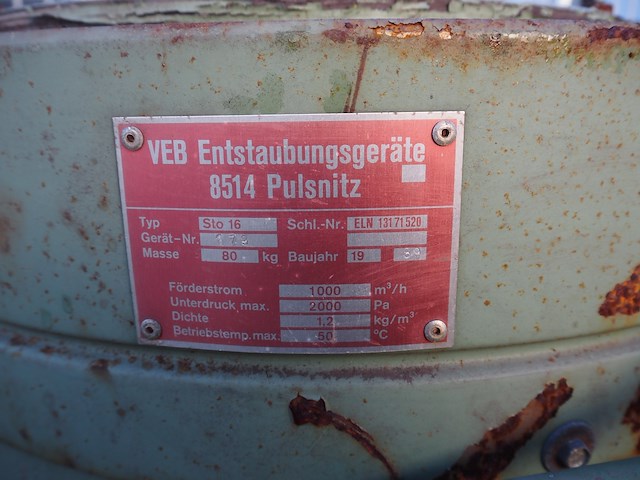 VEB Entstaubungsgeräte
8514 Pulsnitz
Typ Sto 16 Schl.-Nr. ELN 13171520
Gerät-Nr.
Masse 80 kg Baujahr 19
Förderstrom 1000 m³/h
Unterdruck max. 2000 Pa
Dichte 1,2 kg/m³
Betriebstemp.max. 50 °C